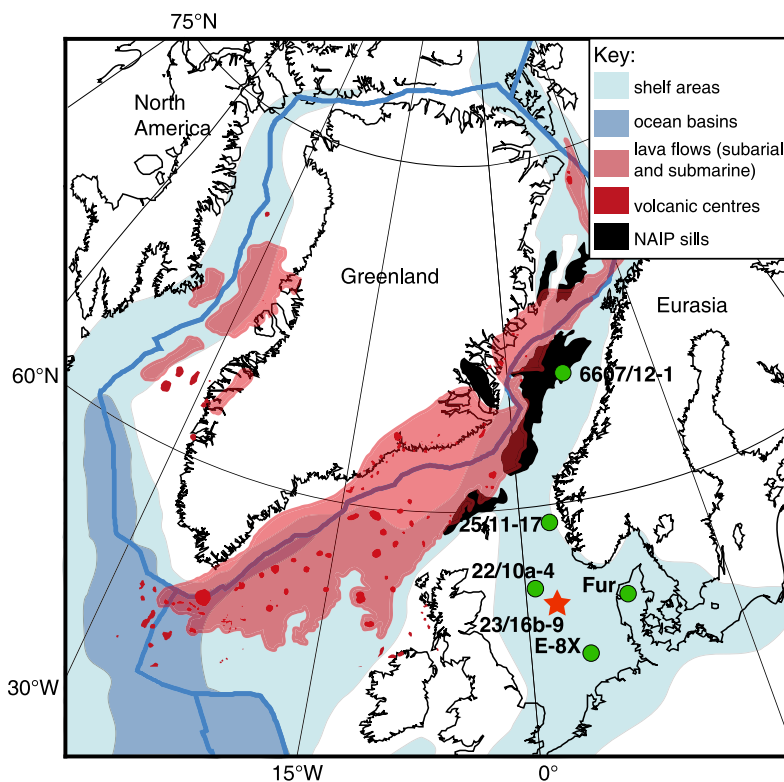 75°N
Key:
shelf areas
ocean basins
lava flows (subarial
and submarine)
volcanic centres
NAIP sills
North
America
Greenland
Eurasia
60°N
6607/12-1
25/11-17
22/10a-4
Fur
23/16b-9
E-8X
30°W
15°W
0°